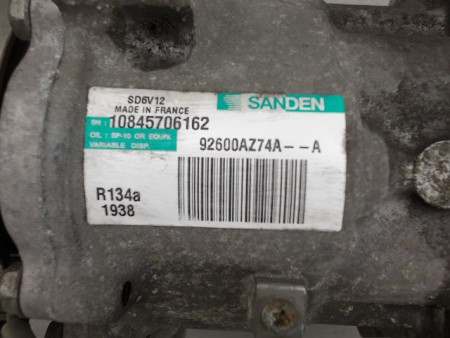 SD6V12
MADE IN FRANCE
SANDEN
SN : 10845706162
OIL : SP-10 OR EQUIV.
VARIABLE DISP.
92600AZ74A--A
R134a
1938